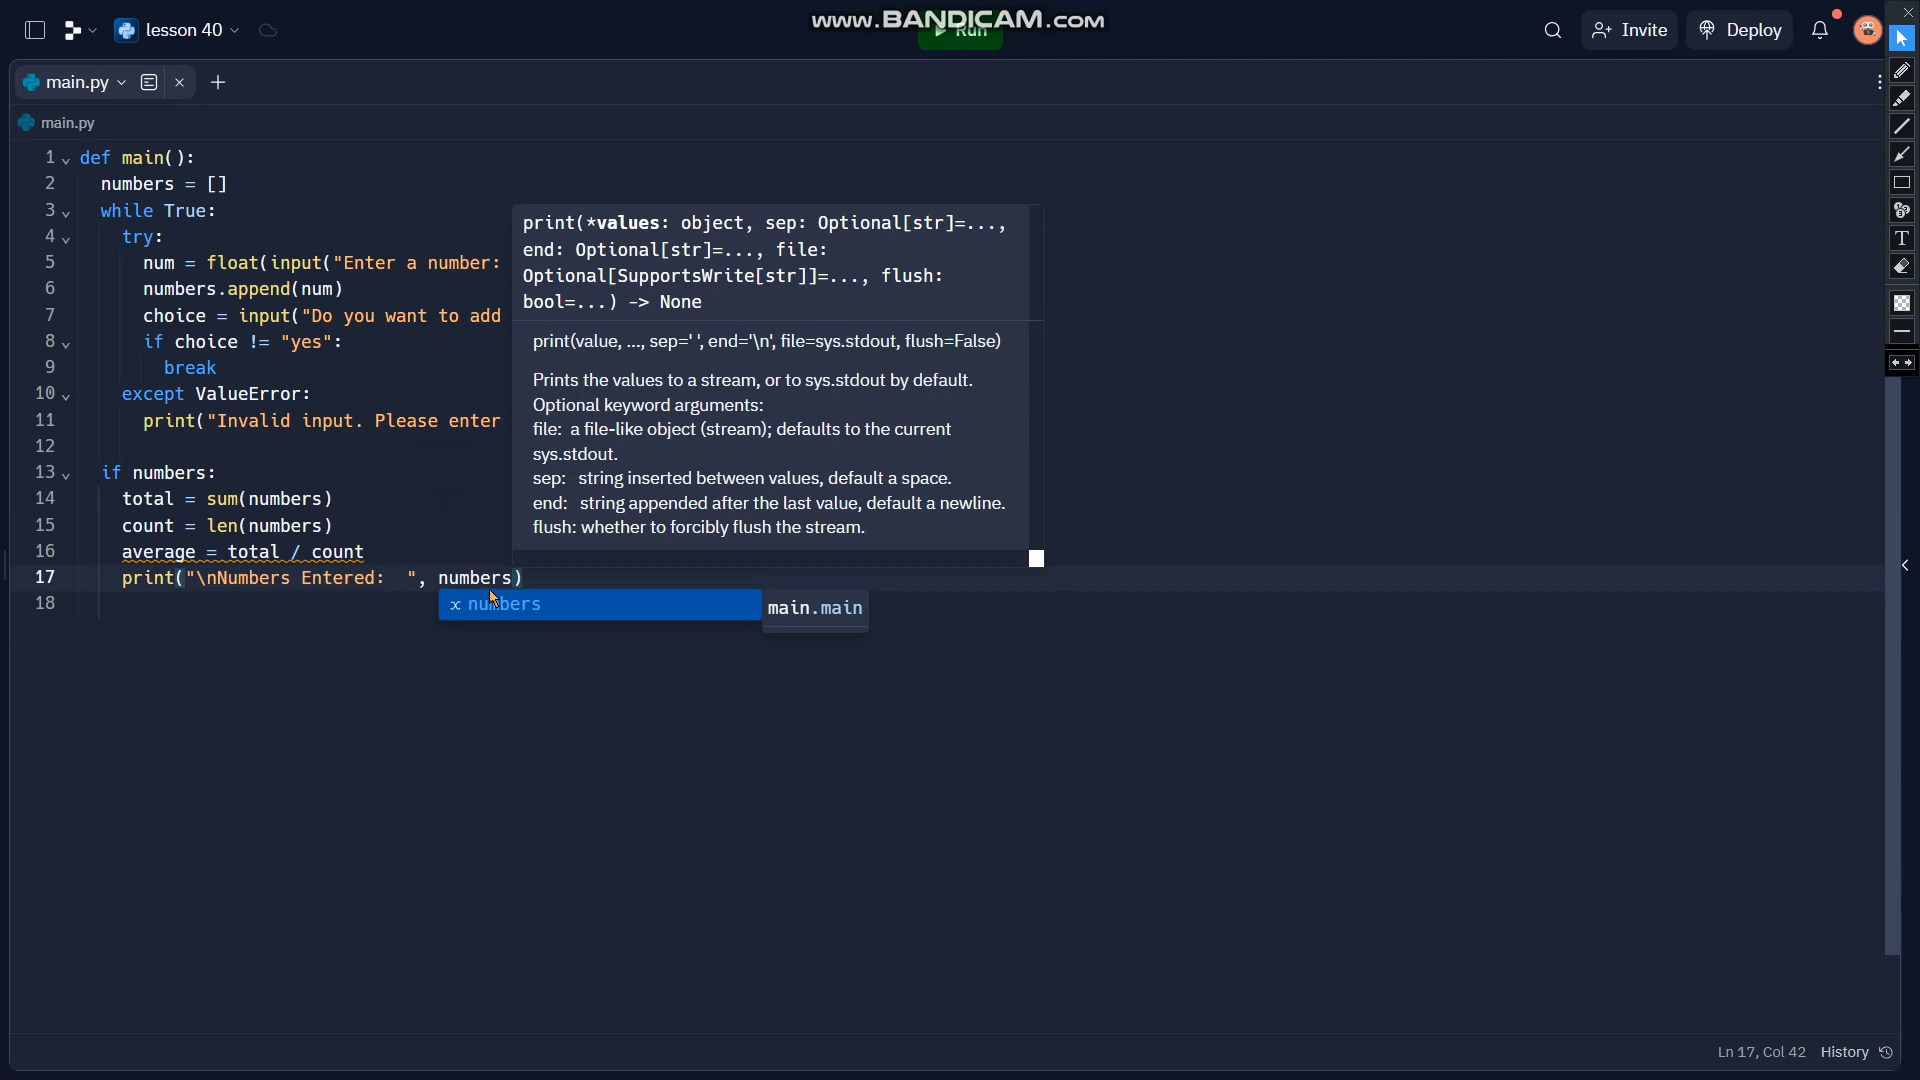 lesson 40
www.BANDICAM.com
Run
Invite
Deploy
main.py
main.py
1 def main():
2 numbers = []
3 while True:
4 try:
5 num = float(input("Enter a number:
6 numbers.append(num)
7 choice = input("Do you want to add
8 if choice != "yes":
9 break
10 except ValueError:
11 print("Invalid input. Please enter
12
13 if numbers:
14 total = sum(numbers)
15 count = len(numbers)
16 average = total / count
17 print("\nNumbers Entered:  ", numbers)
18
print(*values: object, sep: Optional[str]=...,
end: Optional[str]=..., file:
Optional[SupportsWrite[str]]=..., flush:
bool=...) -> None
print(value, ..., sep=' ', end='\n', file=sys.stdout, flush=False)
Prints the values to a stream, or to sys.stdout by default.
Optional keyword arguments:
file: a file-like object (stream); defaults to the current
sys.stdout.
sep: string inserted between values, default a space.
end: string appended after the last value, default a newline.
flush: whether to forcibly flush the stream.
x numbers
main.main
Ln 17, Col 42
History